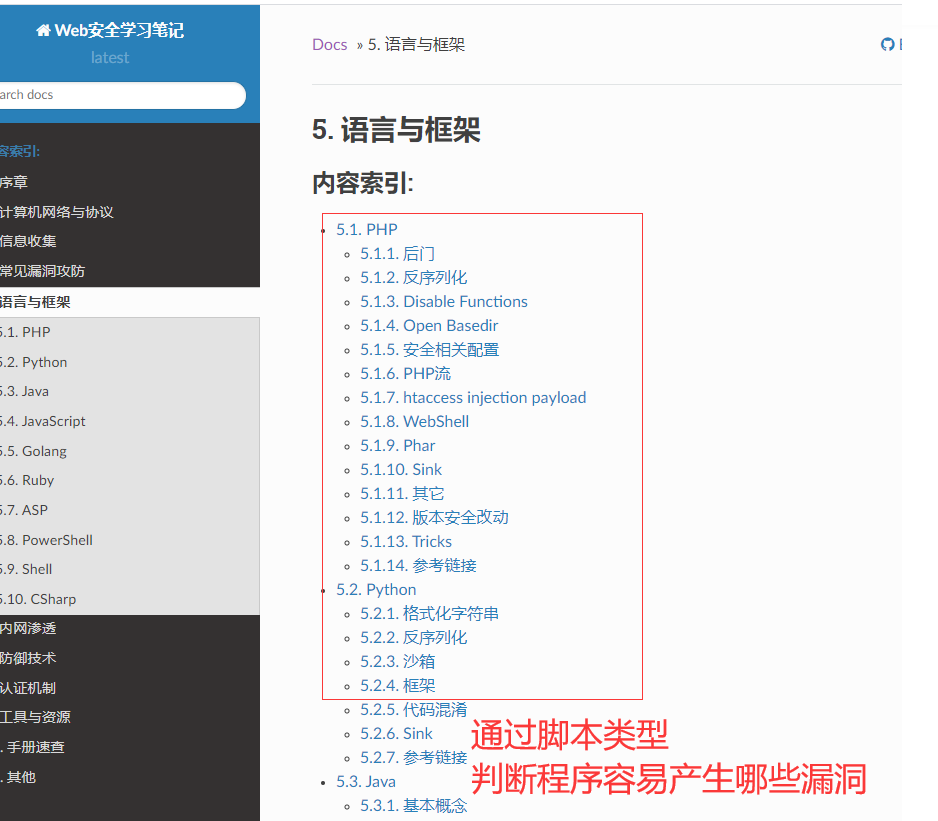 Web安全学习笔记
latest
arch docs
容索引:
序章
计算机网络与协议
信息收集
常见漏洞攻防
语言与框架
5.1. PHP
5.2. Python
5.3. Java
5.4. JavaScript
5.5. Golang
5.6. Ruby
5.7. ASP
5.8. PowerShell
5.9. Shell
5.10. CSharp
内网渗透
防御技术
认证机制
工具与资源
. 手册速查
. 其他
Docs » 5. 语言与框架
5. 语言与框架
内容索引:
5.1. PHP
5.1.1. 后门
5.1.2. 反序列化
5.1.3. Disable Functions
5.1.4. Open Basedir
5.1.5. 安全相关配置
5.1.6. PHP流
5.1.7. htaccess injection payload
5.1.8. WebShell
5.1.9. Phar
5.1.10. Sink
5.1.11. 其它
5.1.12. 版本安全改动
5.1.13. Tricks
5.1.14. 参考链接
5.2. Python
5.2.1. 格式化字符串
5.2.2. 反序列化
5.2.3. 沙箱
5.2.4. 框架
5.2.5. 代码混淆
5.2.6. Sink
5.2.7. 参考链接
5.3. Java
5.3.1. 基本概念
通过脚本类型
判断程序容易产生哪些漏洞